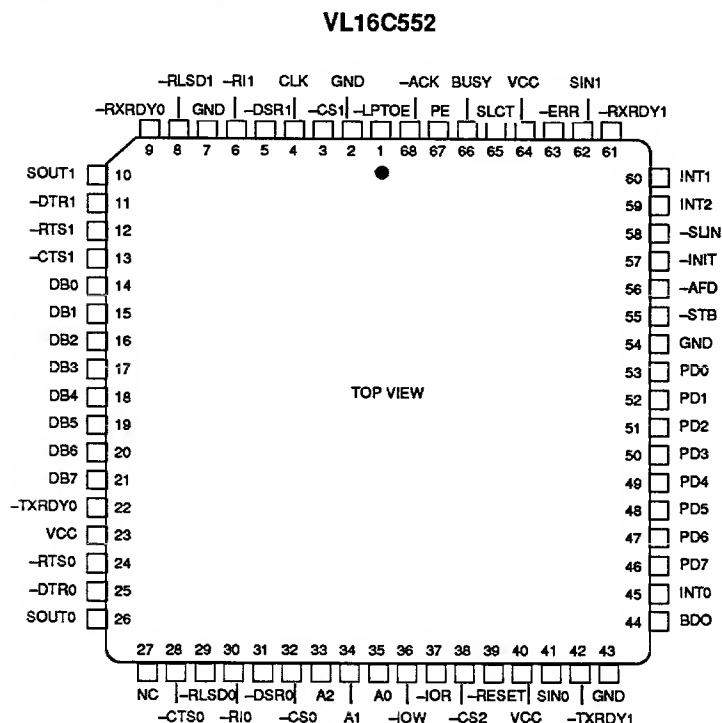 VL16C552
–RLSD1 –RI1 CLK GND –ACK BUSY VCC SIN1
–RXRDY0 GND –DSR1 –CS1 –LPTOE PE SLCT –ERR –RXRDY1
9 8 7 6 5 4 3 2 1 68 67 66 65 64 63 62 61
SOUT1 10 60 INT1
–DTR1 11 59 INT2
–RTS1 12 58 –SLIN
–CTS1 13 57 –INIT
DB0 14 56 –AFD
DB1 15 55 –STB
DB2 16 54 GND
DB3 17 53 PD0
DB4 18 TOP VIEW 52 PD1
DB5 19 51 PD2
DB6 20 50 PD3
DB7 21 49 PD4
–TXRDY0 22 48 PD5
VCC 23 47 PD6
–RTS0 24 46 PD7
–DTR0 25 45 INT0
SOUT0 26 44 BDO
27 28 29 30 31 32 33 34 35 36 37 38 39 40 41 42 43
NC –RLSD0 –DSR0 A2 A0 –IOR –RESET SIN0 GND
–CTS0 –RI0 –CS0 A1 –IOW –CS2 VCC –TXRDY1